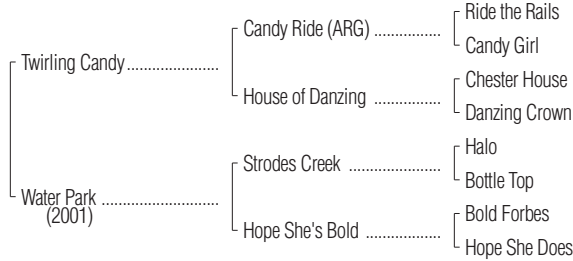 Ride the Rails
Candy Ride (ARG) ................
Candy Girl
Twirling Candy ......................
Chester House
House of Danzing ................
Danzing Crown
Halo
Strodes Creek ......................
Bottle Top
Water Park ............................
(2001)
Bold Forbes
Hope She's Bold ..................
Hope She Does